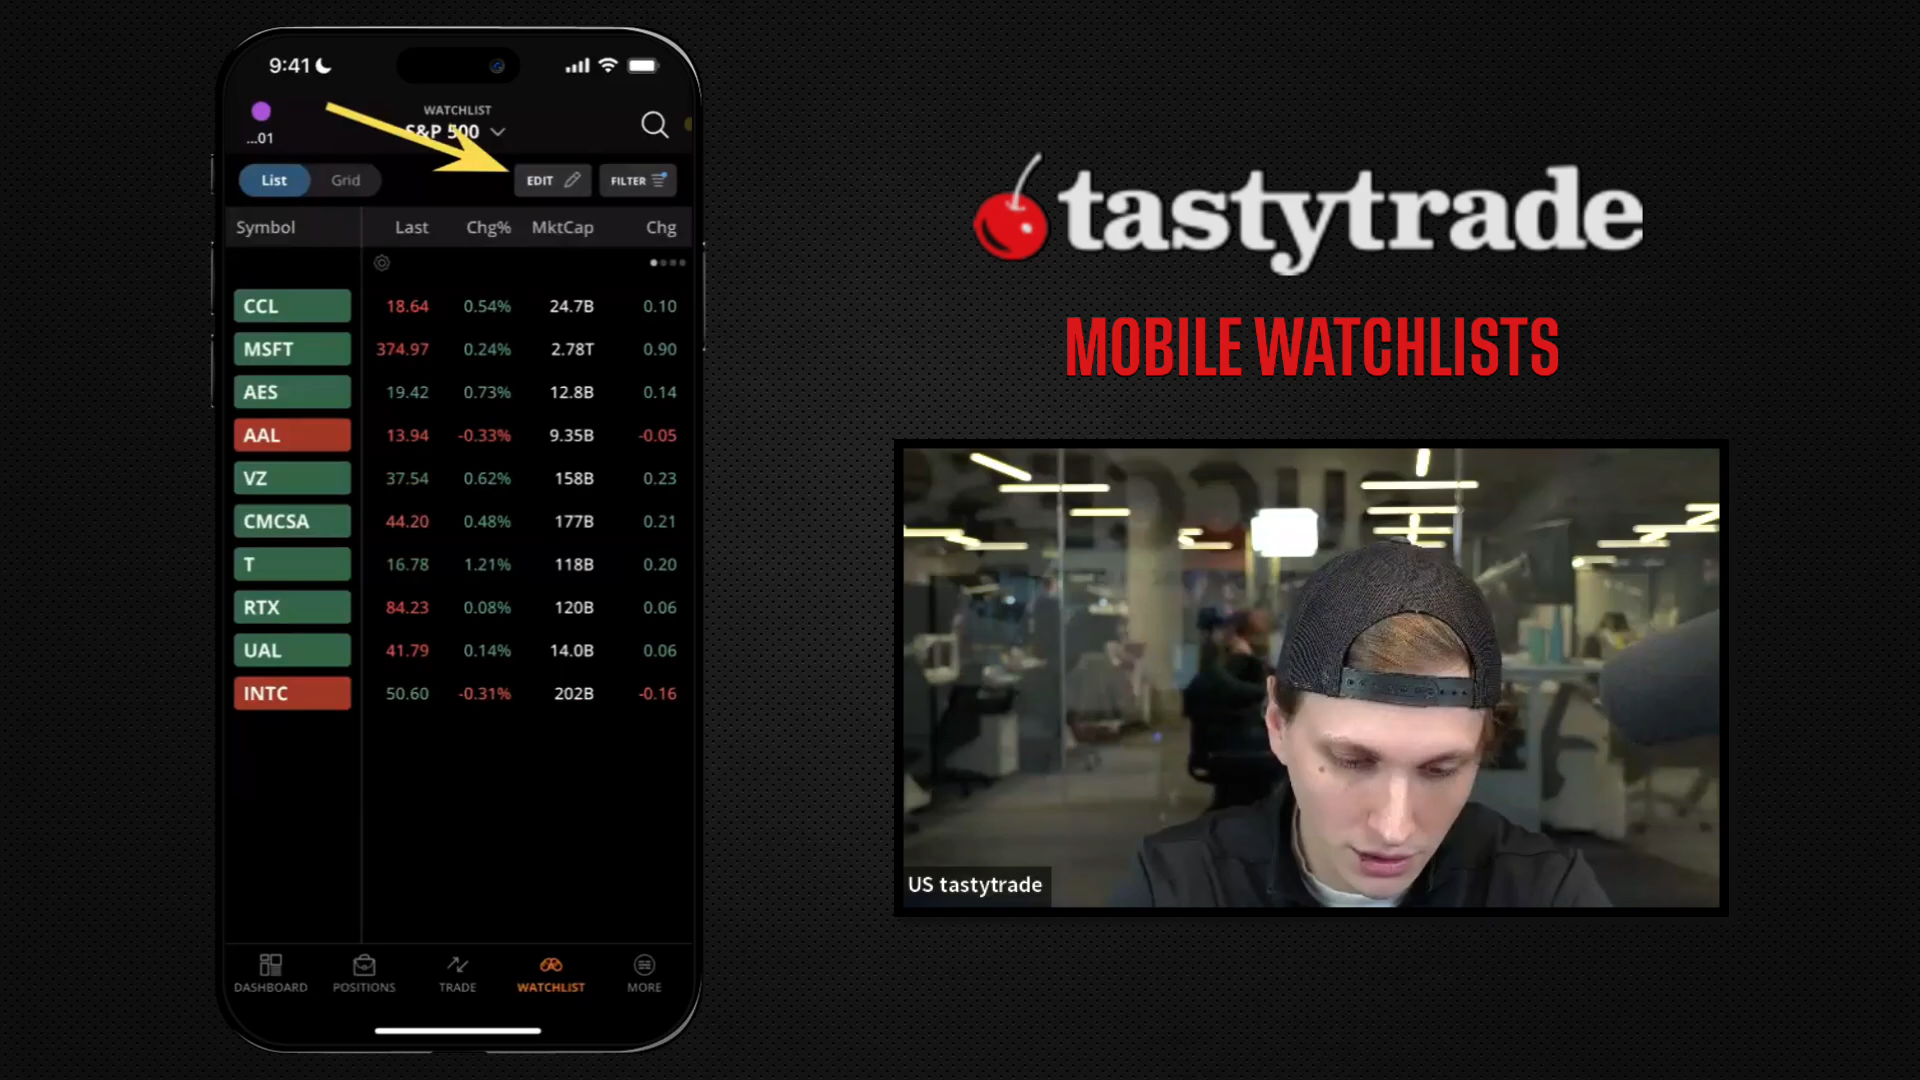 9:41
...01
WATCHLIST
S&P 500
List Grid EDIT FILTER
Symbol Last Chg% MktCap Chg
CCL 18.64 0.54% 24.7B 0.10
MSFT 374.97 0.24% 2.78T 0.90
AES 19.42 0.73% 12.8B 0.14
AAL 13.94 -0.33% 9.35B -0.05
VZ 37.54 0.62% 158B 0.23
CMCSA 44.20 0.48% 177B 0.21
T 16.78 1.21% 118B 0.20
RTX 84.23 0.08% 120B 0.06
UAL 41.79 0.14% 14.0B 0.06
INTC 50.60 -0.31% 202B -0.16
DASHBOARD POSITIONS TRADE WATCHLIST MORE
tastytrade
MOBILE WATCHLISTS
US tastytrade